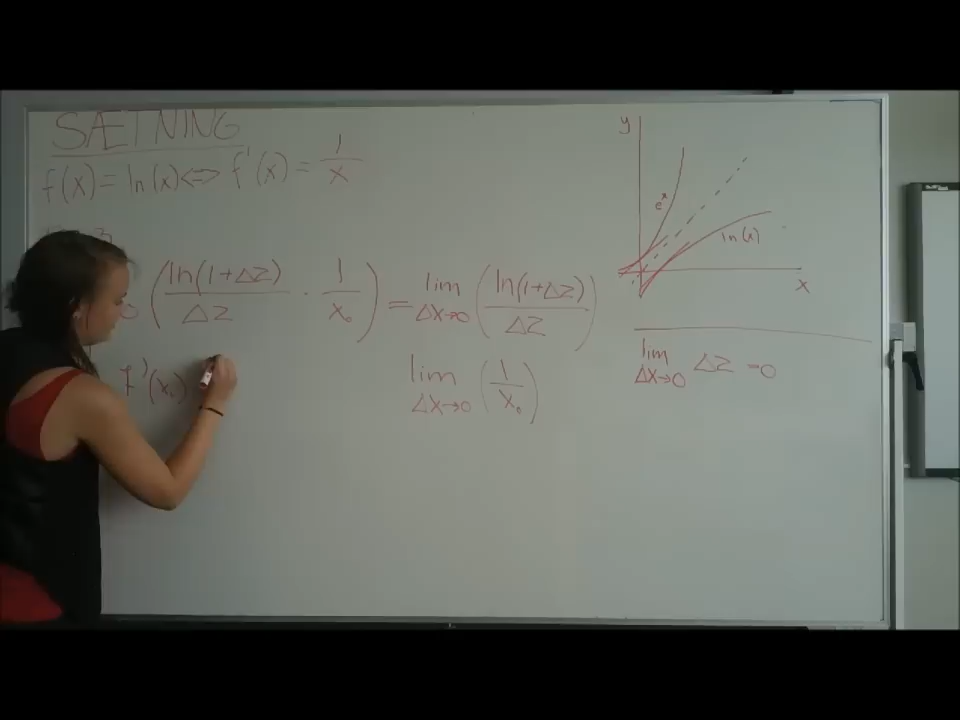 SÆTNING
f(x) = ln(x) <=> f'(x) = 1/x
(ln(1+ΔZ)/ΔZ · 1/x₀) = lim Δx→0 (ln(1+ΔZ)/ΔZ)
f'(x₀)
lim Δx→0 (1/x₀)
y
eˣ
ln(x)
x
lim Δx→0 ΔZ = 0